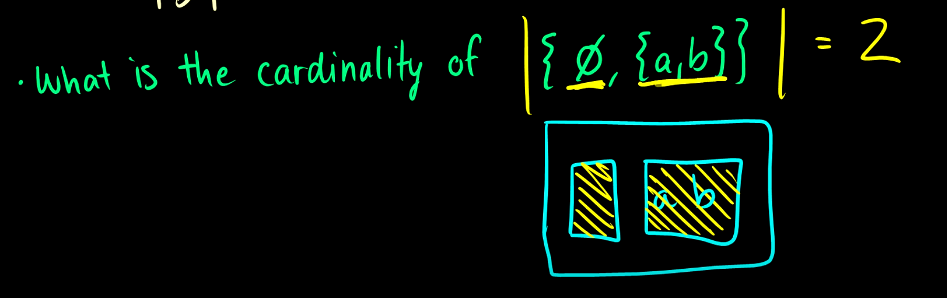 · What is the cardinality of |{ ∅, {a,b}}| = 2
a b